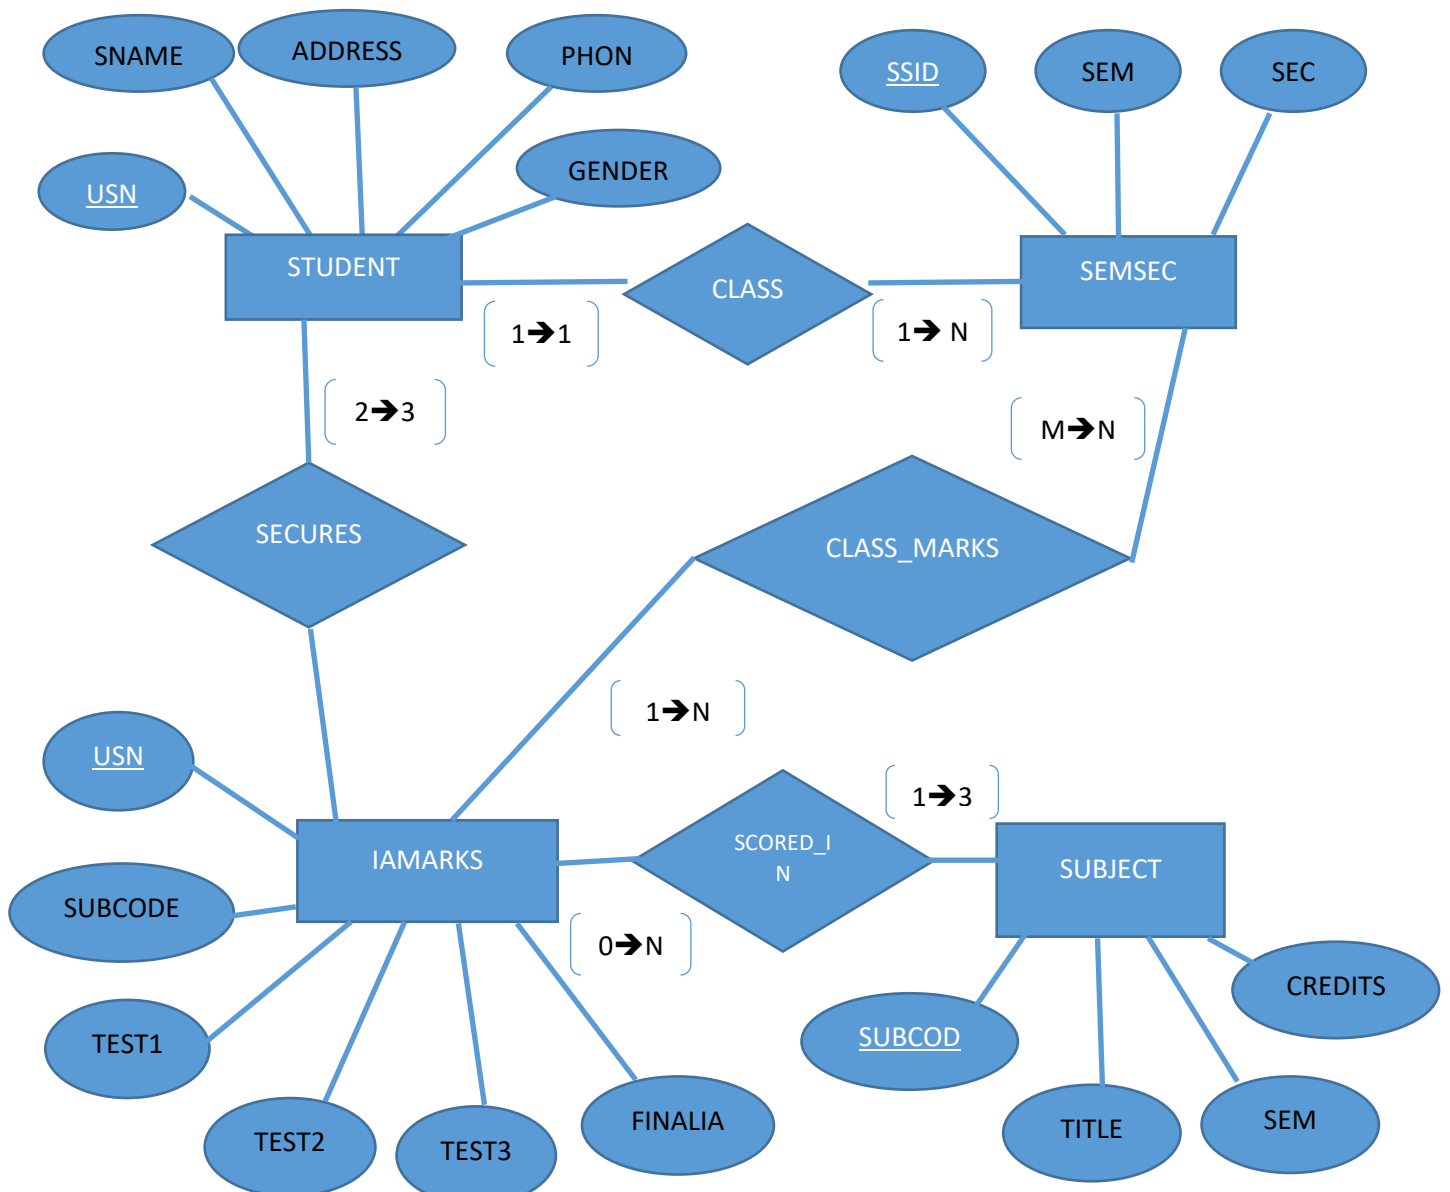 SNAME
ADDRESS
PHON
SSID
SEM
SEC
USN
GENDER
STUDENT
CLASS
SEMSEC
1➔1
1➔ N
2➔3
M➔N
SECURES
CLASS_MARKS
1➔N
USN
1➔3
IAMARKS
SCORED_I
N
SUBJECT
SUBCODE
0➔N
CREDITS
TEST1
SUBCOD
FINALIA
TITLE
SEM
TEST2
TEST3